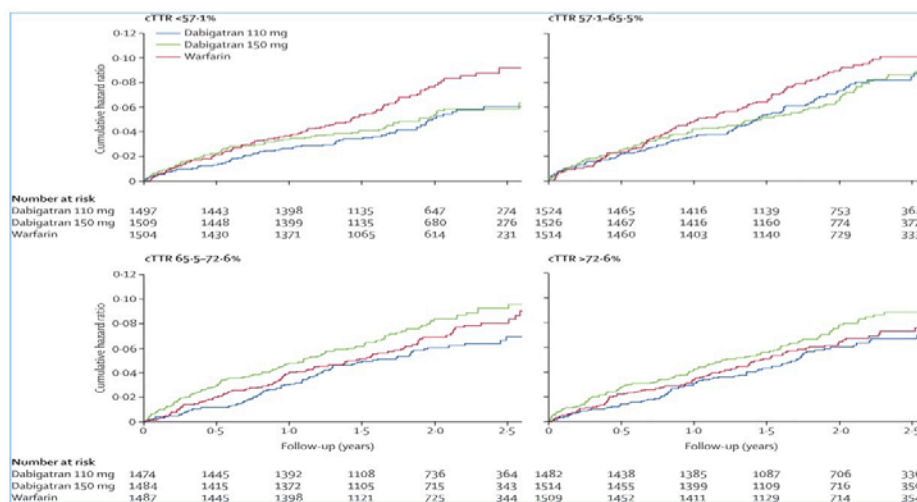 cTTR <57·1%
cTTR 57·1–65·5%
0·12
0·10
0·08
0·06
0·04
0·02
0
Cumulative hazard ratio
Dabigatran 110 mg
Dabigatran 150 mg
Warfarin
Number at risk
Dabigatran 110 mg 1497 1443 1398 1135 647 274 1524 1465 1416 1139 753
Dabigatran 150 mg 1509 1448 1399 1135 680 276 1526 1467 1416 1160 774
Warfarin 1504 1430 1371 1065 614 231 1514 1460 1403 1140 729
cTTR 65·5–72·6%
cTTR >72·6%
0·12
0·10
0·08
0·06
0·04
0·02
0
Cumulative hazard ratio
0 0·5 1·0 1·5 2·0 2·5 0 0·5 1·0 1·5 2·0 2·5
Follow-up (years) Follow-up (years)
Number at risk
Dabigatran 110 mg 1474 1445 1392 1108 736 364 1482 1438 1385 1087 706
Dabigatran 150 mg 1484 1415 1372 1105 715 343 1514 1455 1399 1109 716
Warfarin 1487 1445 1398 1121 725 344 1509 1452 1411 1129 714